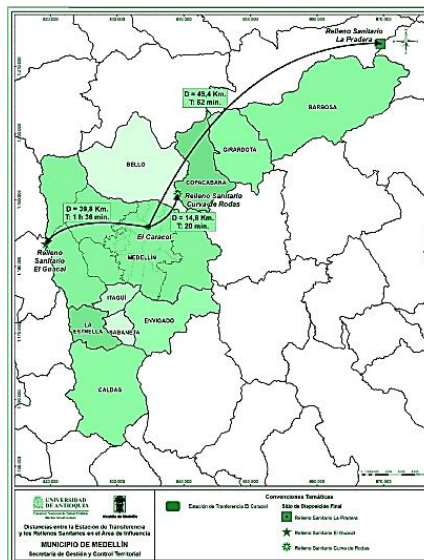 Relleno Sanitario
La Pradera
D = 49,4 Km.
T: 52 min.
BARBOSA
GIRARDOTA
BELLO
COPACABANA
Relleno Sanitario
Curva de Rodas
D = 39,8 Km.
T: 1 h 36 min.
D = 14,8 Km.
T: 20 min.
El Caracol
Relleno
Sanitario
El Guacal
MEDELLÍN
ITAGÜÍ
LA
ESTRELLA
SABANETA
ENVIGADO
CALDAS
UNIVERSIDAD
DE ANTIOQUIA
Alcaldía de Medellín
Distancias entre la Estación de Transferencia
y los Rellenos Sanitarios en el Área de Influencia
MUNICIPIO DE MEDELLÍN
Secretaría de Gestión y Control Territorial
Convenciones Temáticas
Estación de Transferencia El Caracol
Sitio de Disposición Final
Relleno Sanitario La Pradera
Relleno Sanitario El Guacal
Relleno Sanitario Curva de Rodas